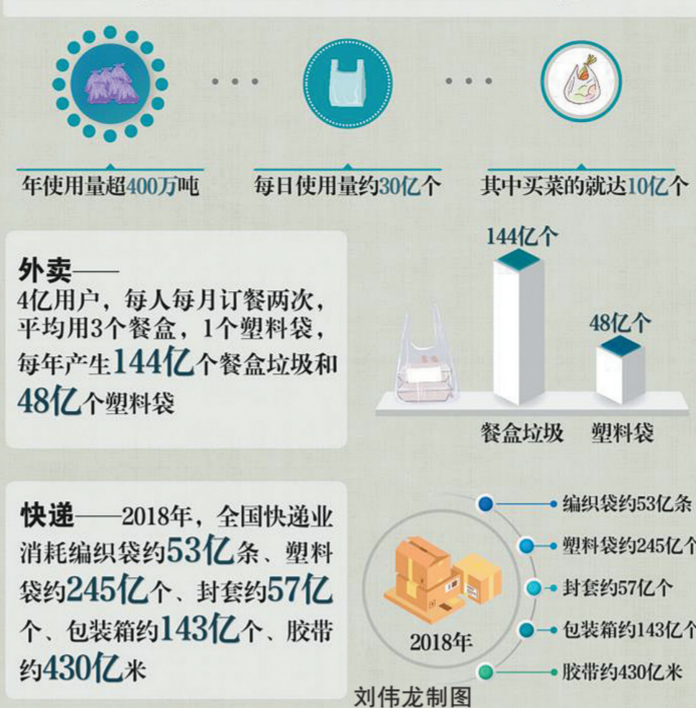 年使用量超400万吨
每日使用量约30亿个
其中买菜的就达10亿个
外卖——
4亿用户，每人每月订餐两次，
平均用3个餐盒，1个塑料袋，
每年产生144亿个餐盒垃圾和
48亿个塑料袋
144亿个
48亿个
餐盒垃圾
塑料袋
快递——2018年，全国快递业
消耗编织袋约53亿条、塑料
袋约245亿个、封套约57亿
个、包装箱约143亿个、胶带
约430亿米
2018年
编织袋约53亿条
塑料袋约245亿个
封套约57亿个
包装箱约143亿个
胶带约430亿米
刘伟龙制图